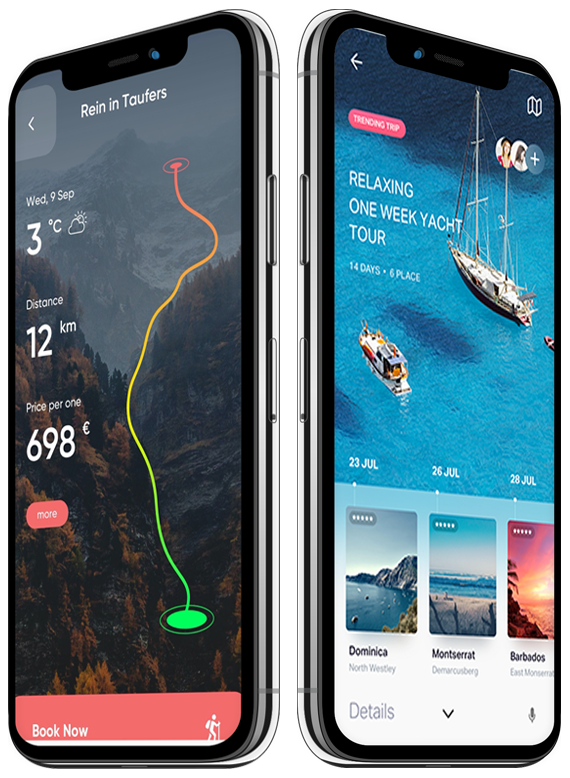 Rein in Taufers
Wed, 9 Sep
3 °C
Distance
12 km
Price per one
698 €
more
Book Now
TRENDING TRIP
RELAXING
ONE WEEK YACHT
TOUR
14 DAYS • 6 PLACE
23 JUL
26 JUL
28 JUL
Dominica
North Westley
Montserrat
Demarcusberg
Barbados
East Monserrat
Details